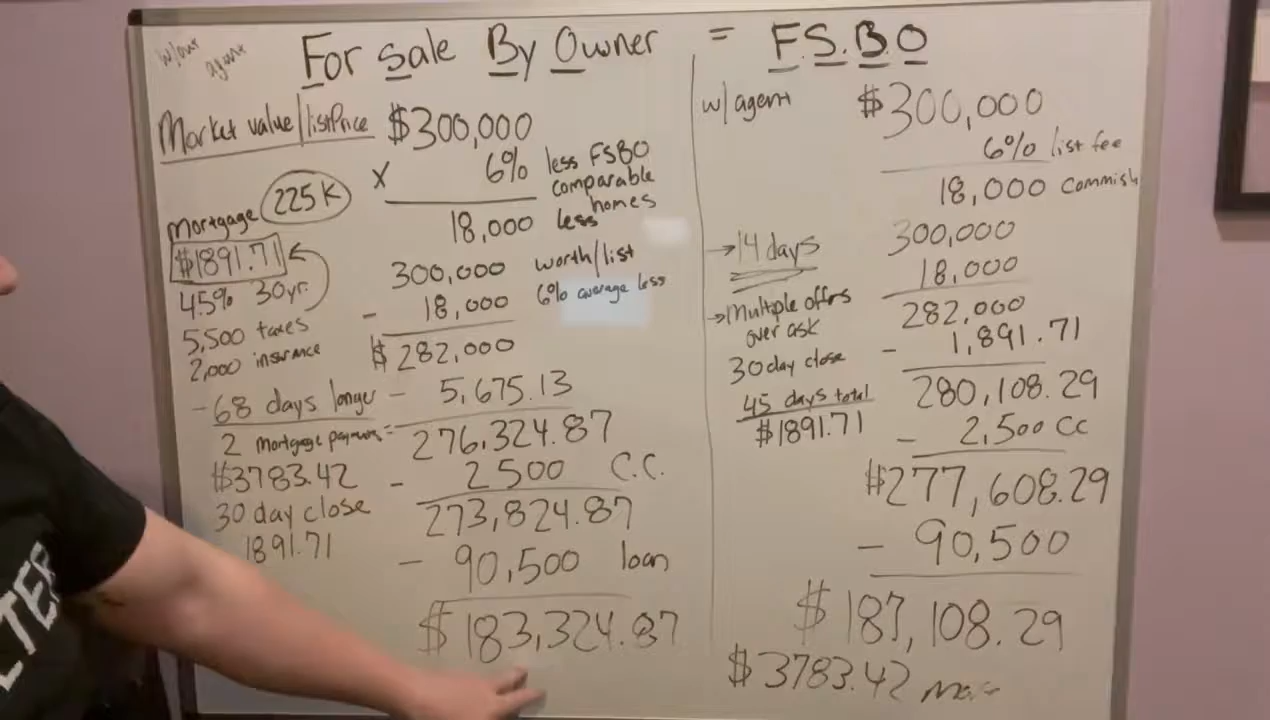 w/out agent
For Sale By Owner = F.S.B.O
Market value/list Price $300,000
x 6% less FSBO comparable homes
18,000 less
Mortgage 225K
$1891.71
4.5% 30yr.
5,500 taxes
2,000 insurance
300,000 worth/list
- 18,000 6% average less
$282,000
- 68 days longer - 5,675.13
2 mortgage payments = 276,324.87
$3783.42 - 2500 C.C.
30 day close 273,824.87
1891.71
- 90,500 loan
$183,324.87
w/agent $300,000
6% list fee
18,000 commish
→ 14 days
300,000
18,000
→ Multiple offers over ask
282,000
30 day close - 1,891.71
45 days total 280,108.29
$1891.71 - 2,500 CC
$277,608.29
- 90,500
$187,108.29
$3783.42